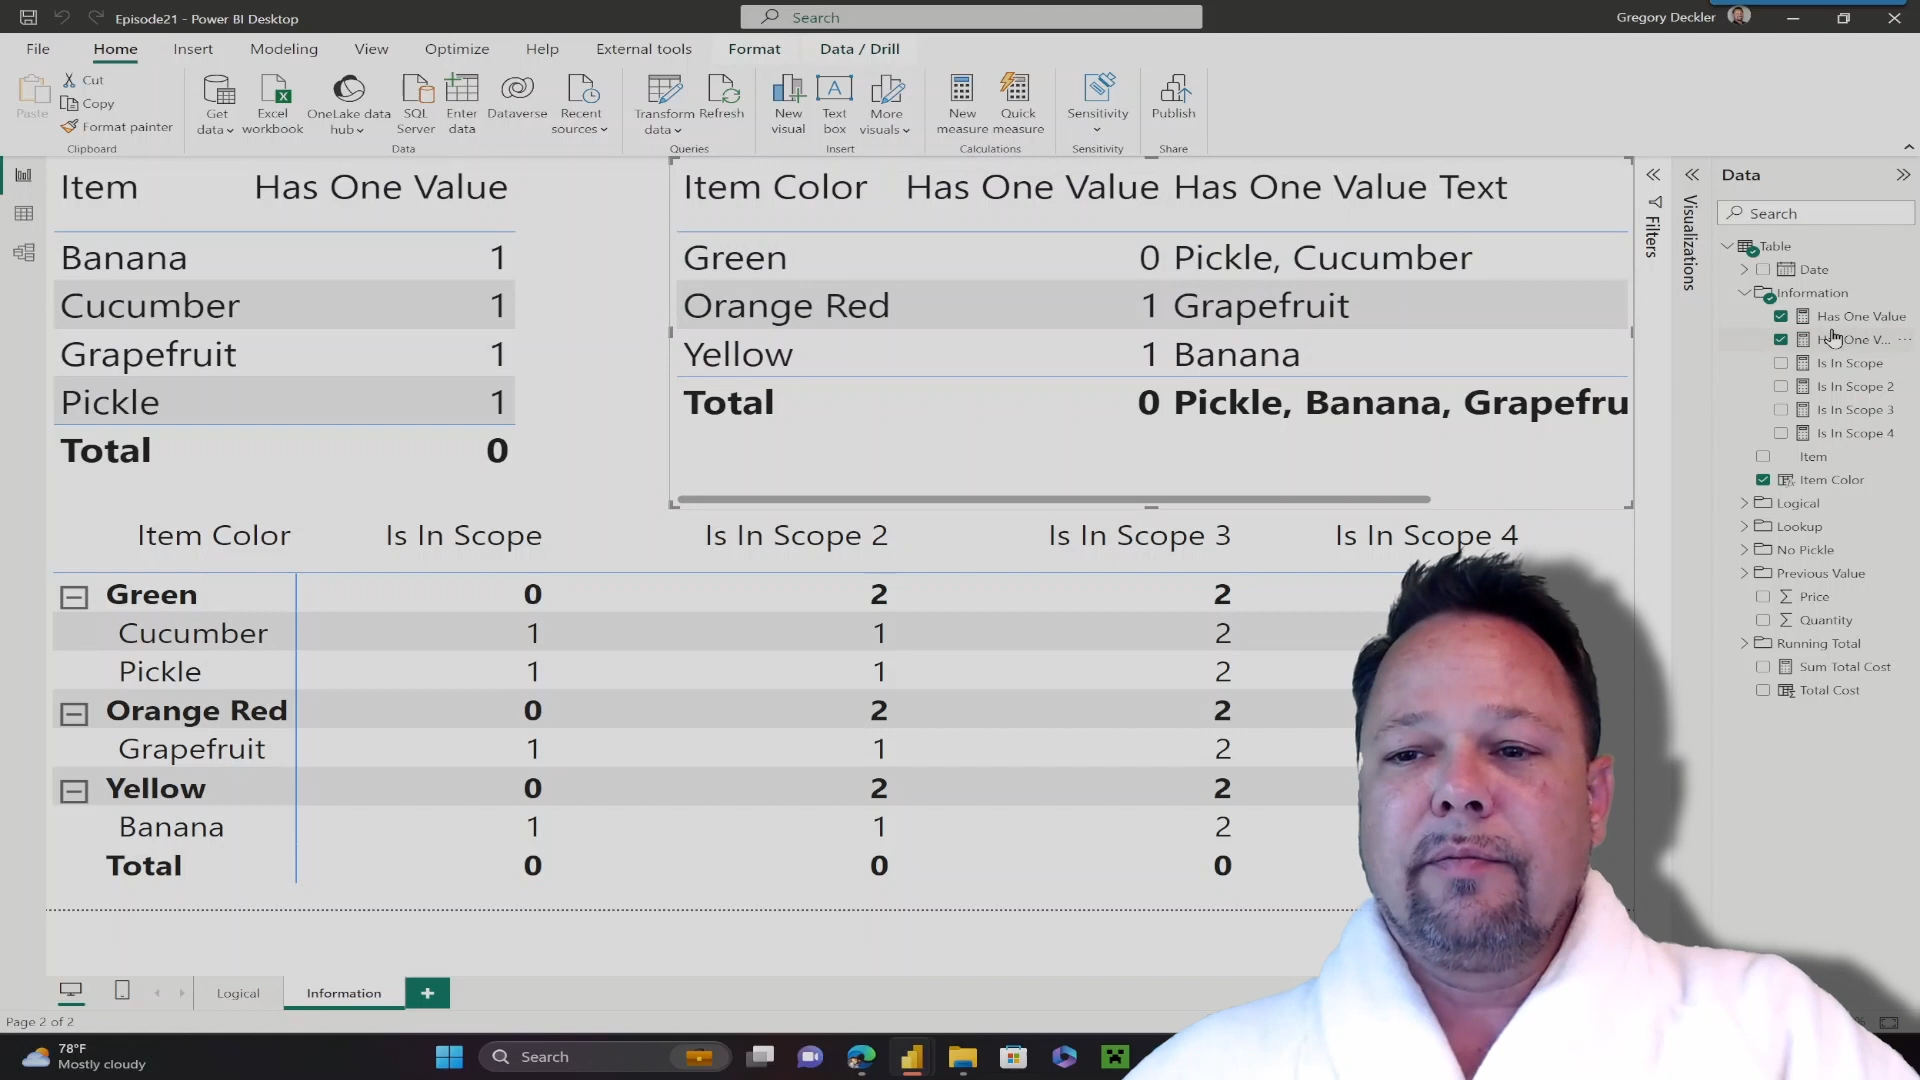 Episode21 - Power BI Desktop
Search
Gregory Deckler
File Home Insert Modeling View Optimize Help External tools Format Data / Drill
Paste
Cut
Copy
Format painter
Clipboard
Get data
Excel workbook
OneLake data hub
SQL Server
Enter data
Dataverse
Recent sources
Data
Transform data
Refresh
Queries
New visual
Text box
More visuals
Insert
New measure
Quick measure
Calculations
Sensitivity
Sensitivity
Publish
Share
Item Has One Value
Banana 1
Cucumber 1
Grapefruit 1
Pickle 1
Total 0
Item Color Has One Value Has One Value Text
Green 0 Pickle, Cucumber
Orange Red 1 Grapefruit
Yellow 1 Banana
Total 0 Pickle, Banana, Grapefru
Item Color Is In Scope Is In Scope 2 Is In Scope 3 Is In Scope 4
Green 0 2 2
Cucumber 1 1 2
Pickle 1 1 2
Orange Red 0 2 2
Grapefruit 1 1 2
Yellow 0 2 2
Banana 1 1 2
Total 0 0 0
Filters
Visualizations
Data
Search
Table
Date
Information
Has One Value
One V...
Is In Scope
Is In Scope 2
Is In Scope 3
Is In Scope 4
Item
Item Color
Logical
Lookup
No Pickle
Previous Value
Price
Quantity
Running Total
Sum Total Cost
Total Cost
Logical Information
Page 2 of 2
78°F
Mostly cloudy
Search